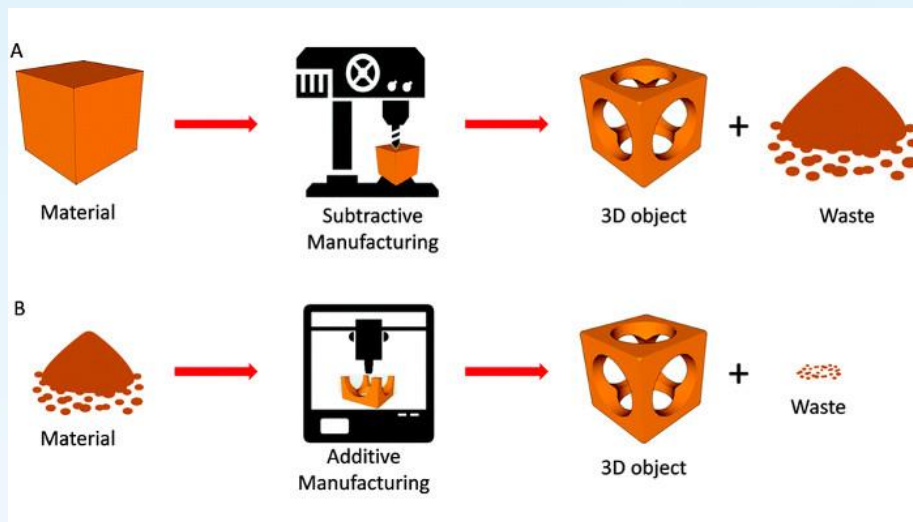 A
Material
Subtractive
Manufacturing
3D object
+
Waste
B
Material
Additive
Manufacturing
3D object
+
Waste